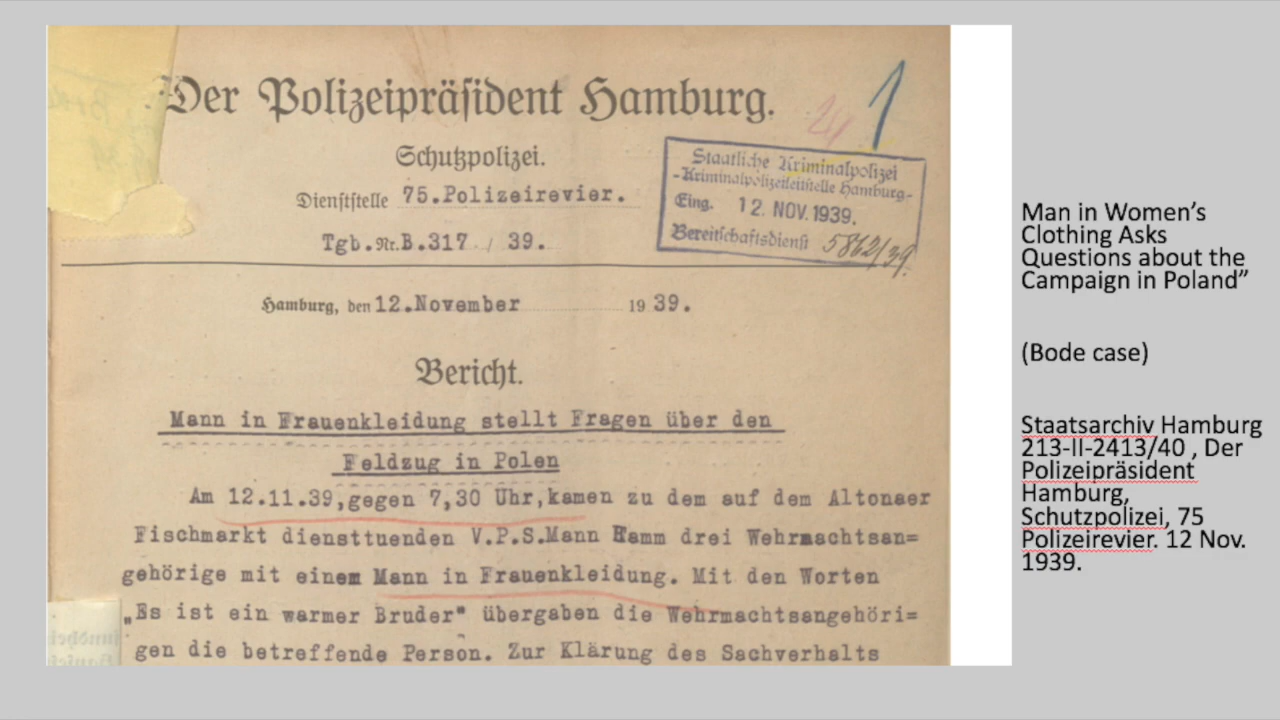 Der Polizeipräsident Hamburg.
1
24
Schutzpolizei.
Dienststelle 75.Polizeirevier.
Tgb.Nr.B.317 / 39.
Staatliche Kriminalpolizei
-Kriminalpolizeileitstelle Hamburg-
Eing. 12. NOV. 1939.
Bereitschaftsdienst 5862/39.
Hamburg, den 12.November 1939.
Bericht.
Mann in Frauenkleidung stellt Fragen über den
Feldzug in Polen
Am 12.11.39,gegen 7,30 Uhr,kamen zu dem auf dem Altonaer
Fischmarkt diensttuenden V.P.S.Mann Hamm drei Wehrmachtsan=
gehörige mit einem Mann in Frauenkleidung. Mit den Worten
„Es ist ein warmer Bruder" übergaben die Wehrmachtsangehöri=
gen die betreffende Person. Zur Klärung des Sachverhalts
Man in Women’s
Clothing Asks
Questions about the
Campaign in Poland”
(Bode case)
Staatsarchiv Hamburg
213-II-2413/40 , Der
Polizeipräsident
Hamburg,
Schutzpolizei, 75
Polizeirevier. 12 Nov.
1939.